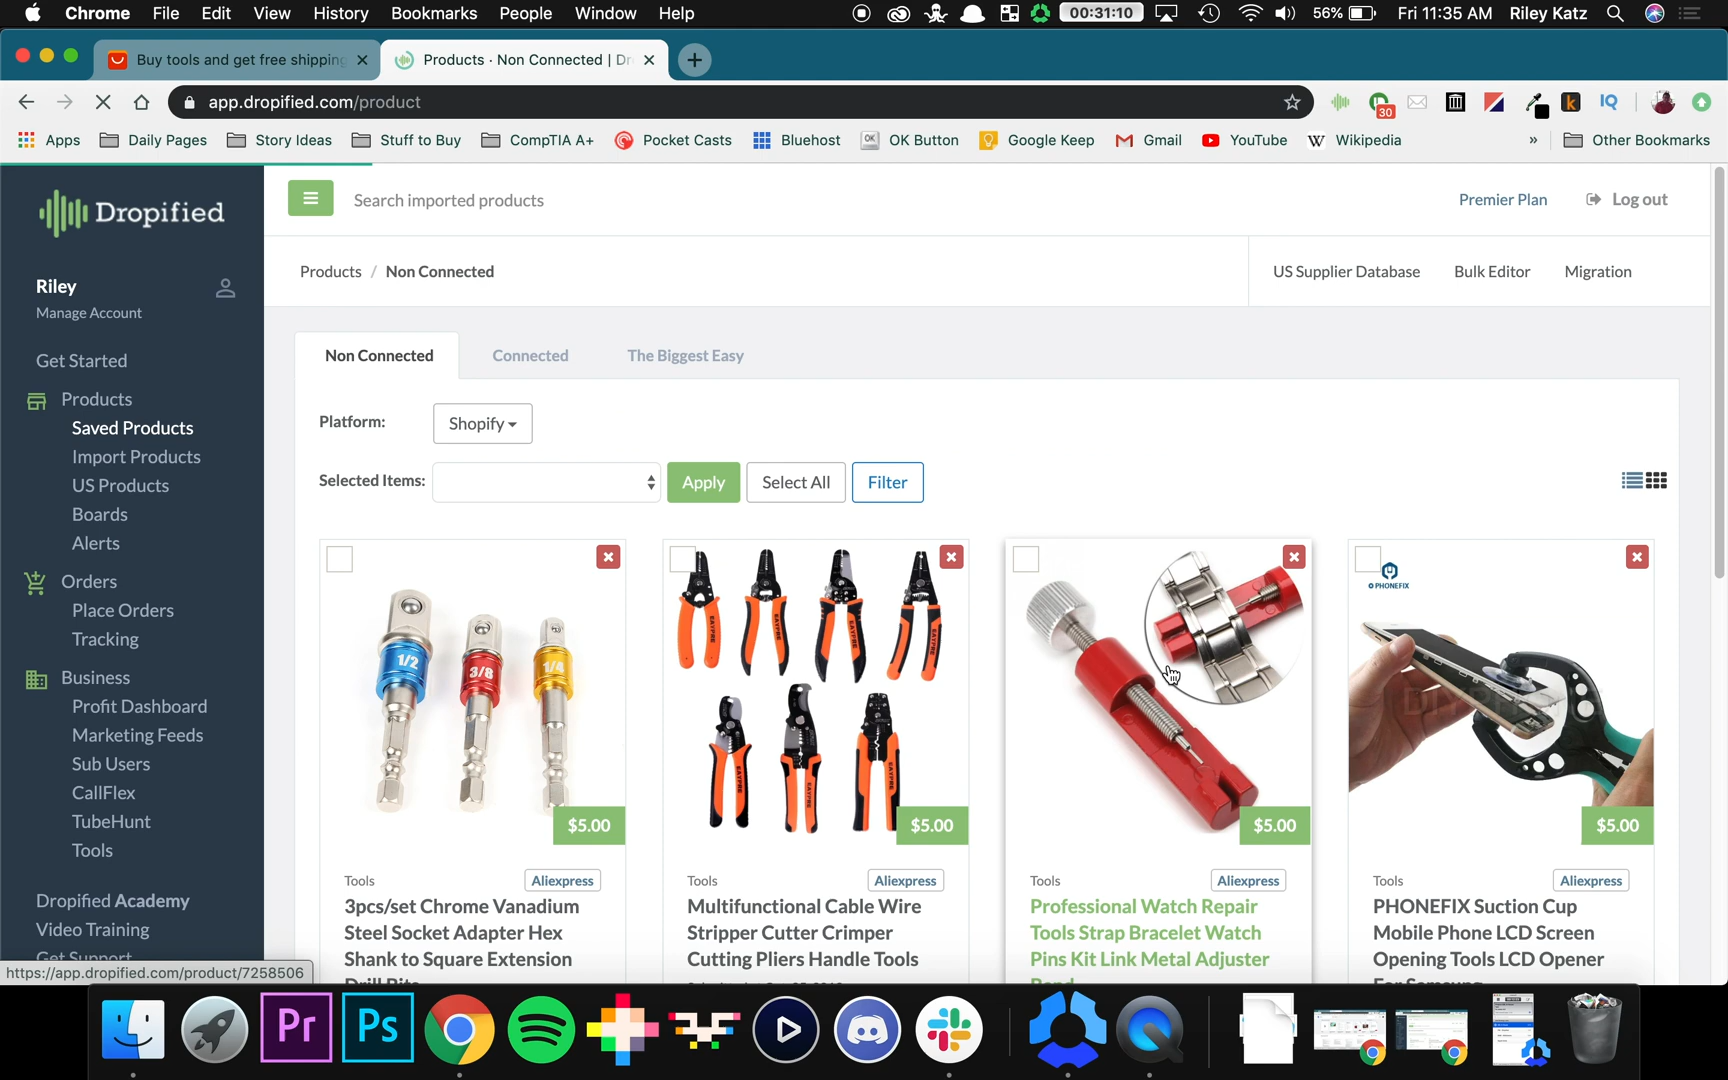 Chrome File Edit View History Bookmarks People Window Help 00:31:10 56% Fri 11:35 AM Riley Katz
Buy tools and get free shipping Products · Non Connected | Dr
app.dropified.com/product 30 IQ
Apps Daily Pages Story Ideas Stuff to Buy CompTIA A+ Pocket Casts Bluehost OK Button Google Keep Gmail YouTube Wikipedia » Other Bookmarks
Dropified
Search imported products Premier Plan Log out
Products / Non Connected US Supplier Database Bulk Editor Migration
Riley
Manage Account
Get Started
Products
Saved Products
Import Products
US Products
Boards
Alerts
Orders
Place Orders
Tracking
Business
Profit Dashboard
Marketing Feeds
Sub Users
CallFlex
TubeHunt
Tools
Dropified Academy
Video Training
Get Support
https://app.dropified.com/product/7258506
Non Connected Connected The Biggest Easy
Platform: Shopify
Selected Items: Apply Select All Filter
1/2 3/8 1/4
$5.00
Tools Aliexpress
3pcs/set Chrome Vanadium
Steel Socket Adapter Hex
Shank to Square Extension
Drill Bits
$5.00
Tools Aliexpress
Multifunctional Cable Wire
Stripper Cutter Crimper
Cutting Pliers Handle Tools
$5.00
Tools Aliexpress
Professional Watch Repair
Tools Strap Bracelet Watch
Pins Kit Link Metal Adjuster
Band
PHONEFIX
$5.00
Tools Aliexpress
PHONEFIX Suction Cup
Mobile Phone LCD Screen
Opening Tools LCD Opener
For Samsung
Pr Ps